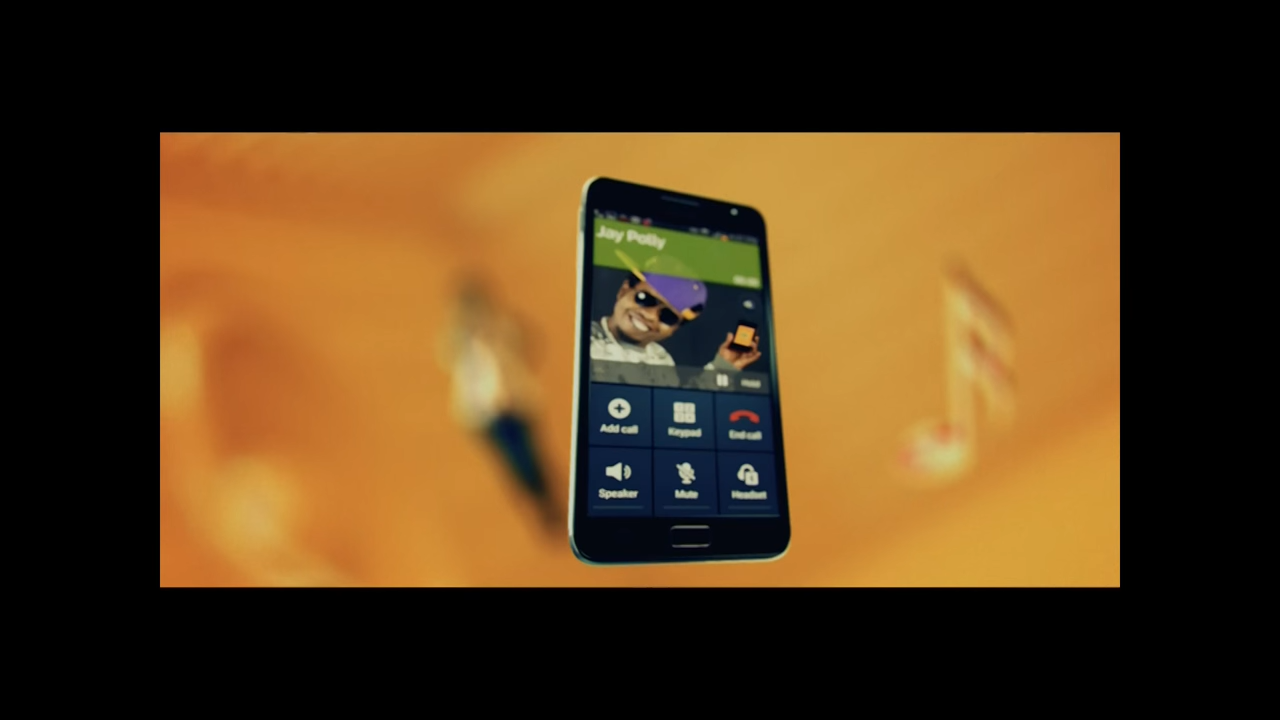 Jay Polly
Add call
Keypad
End call
Speaker
Mute
Headset